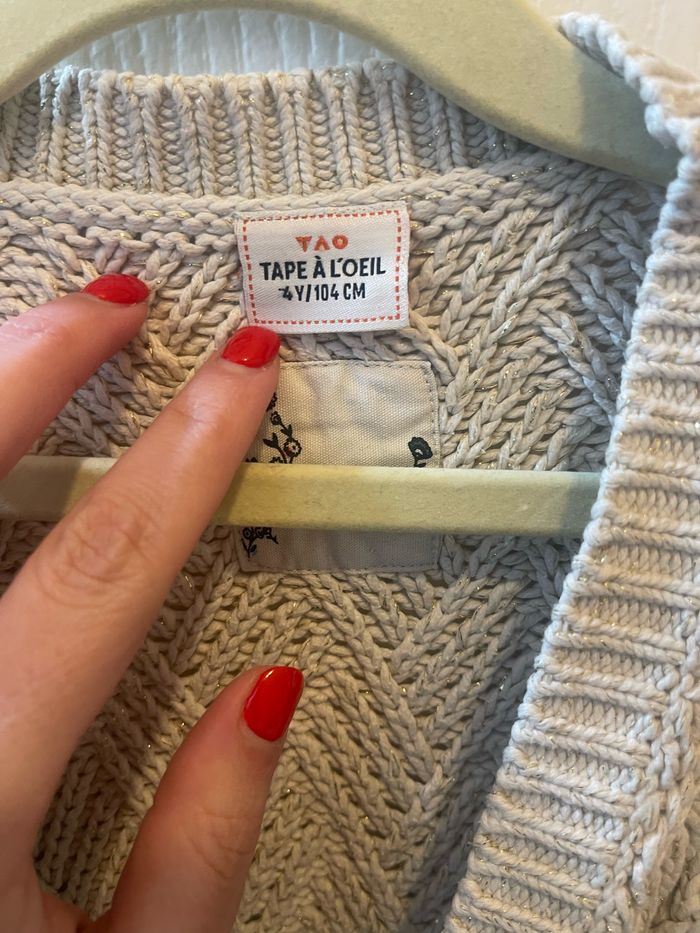 TAO
TAPE À L'OEIL
4Y/104 CM